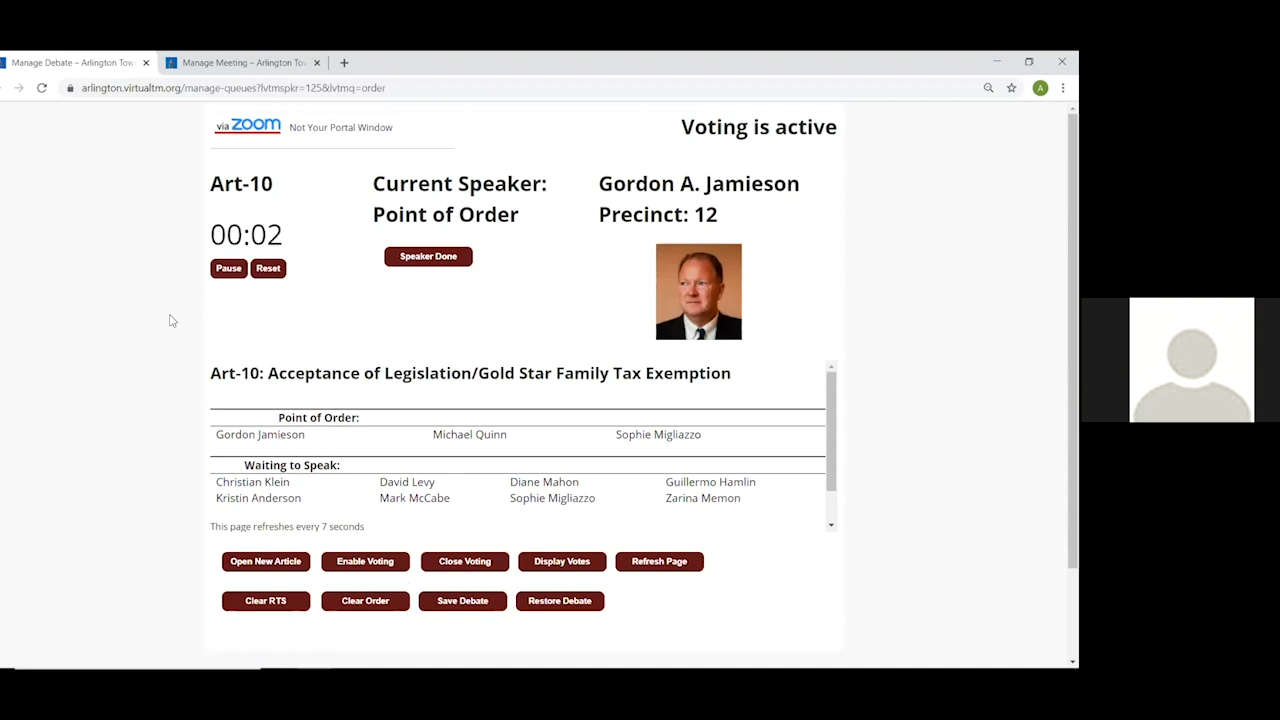 Manage Debate – Arlington Tow
Manage Meeting – Arlington Tow
arlington.virtualtm.org/manage-queues?lvtmspkr=125&lvtmq=order
A
via zoom Not Your Portal Window
Voting is active
Art-10
Current Speaker:
Gordon A. Jamieson
Point of Order
Precinct: 12
00:02
Pause Reset
Speaker Done
Art-10: Acceptance of Legislation/Gold Star Family Tax Exemption
Point of Order:
Gordon Jamieson Michael Quinn Sophie Migliazzo
Waiting to Speak:
Christian Klein David Levy Diane Mahon Guillermo Hamlin
Kristin Anderson Mark McCabe Sophie Migliazzo Zarina Memon
This page refreshes every 7 seconds
Open New Article Enable Voting Close Voting Display Votes Refresh Page
Clear RTS Clear Order Save Debate Restore Debate